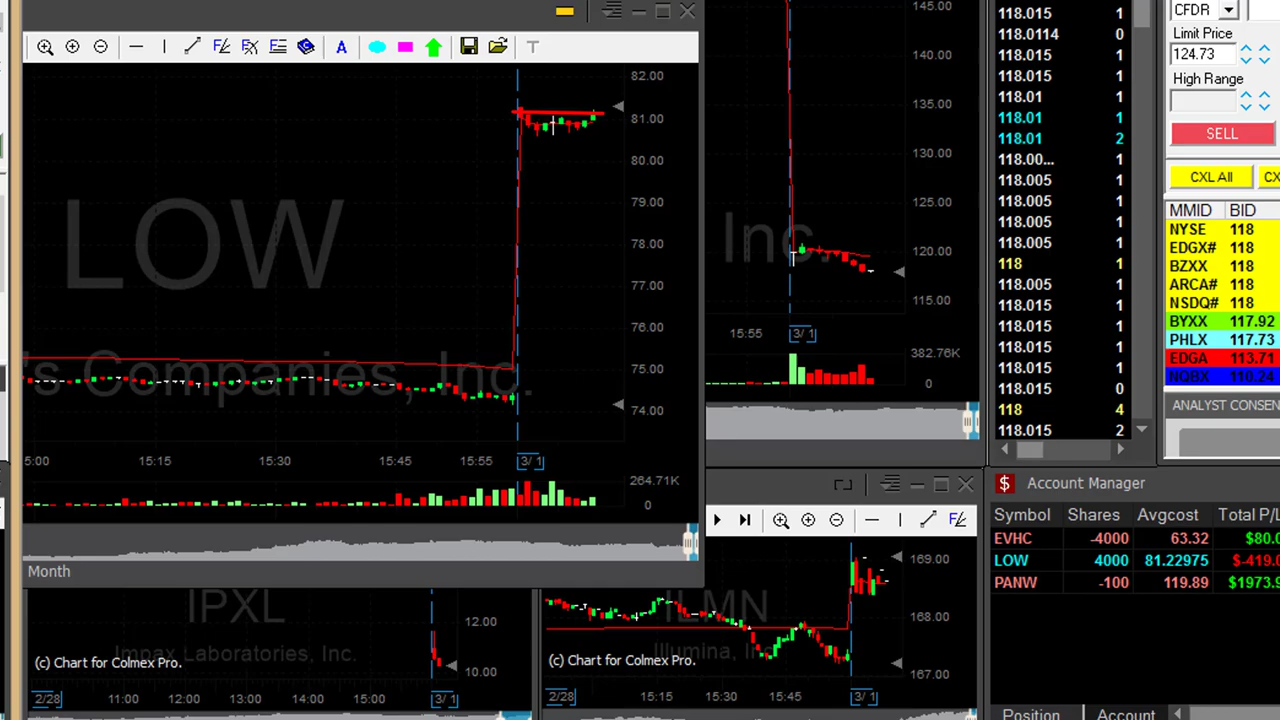 A
T
82.00
81.00
80.00
79.00
78.00
77.00
76.00
75.00
74.00
LOW
's Companies, Inc.
5:00
15:15
15:30
15:45
15:55
3/ 1
264.71K
0
Month
145.00
140.00
135.00
130.00
125.00
120.00
115.00
Inc.
15:55
3/ 1
382.76K
0
118.015 1
118.0114 0
118.015 1
118.015 1
118.01 1
118.01 1
118.01 2
118.00... 1
118.005 1
118.005 1
118.005 1
118.005 1
118 1
118.005 1
118.015 1
118.015 1
118.015 1
118.015 1
118.015 0
118 4
118.015 2
CFDR
Limit Price
124.73
High Range
SELL
CXL All
CX
MMID BID
NYSE 118
EDGX# 118
BZXX 118
ARCA# 118
NSDQ# 118
BYXX 117.92
PHLX 117.73
EDGA 113.71
NQBX 110.24
ANALYST CONSEN
$ Account Manager
Symbol Shares Avgcost Total P/L
EVHC -4000 63.32 $80.0
LOW 4000 81.22975 $-419.0
PANW -100 119.89 $1973.9
Position Account
IPXL
Impax Laboratories, Inc.
12.00
10.00
(c) Chart for Colmex Pro.
2/28
11:00
12:00
13:00
14:00
15:00
3/ 1
ILMN
Illumina, Inc.
169.00
168.00
167.00
(c) Chart for Colmex Pro.
2/28
15:15
15:30
15:45
3/ 1